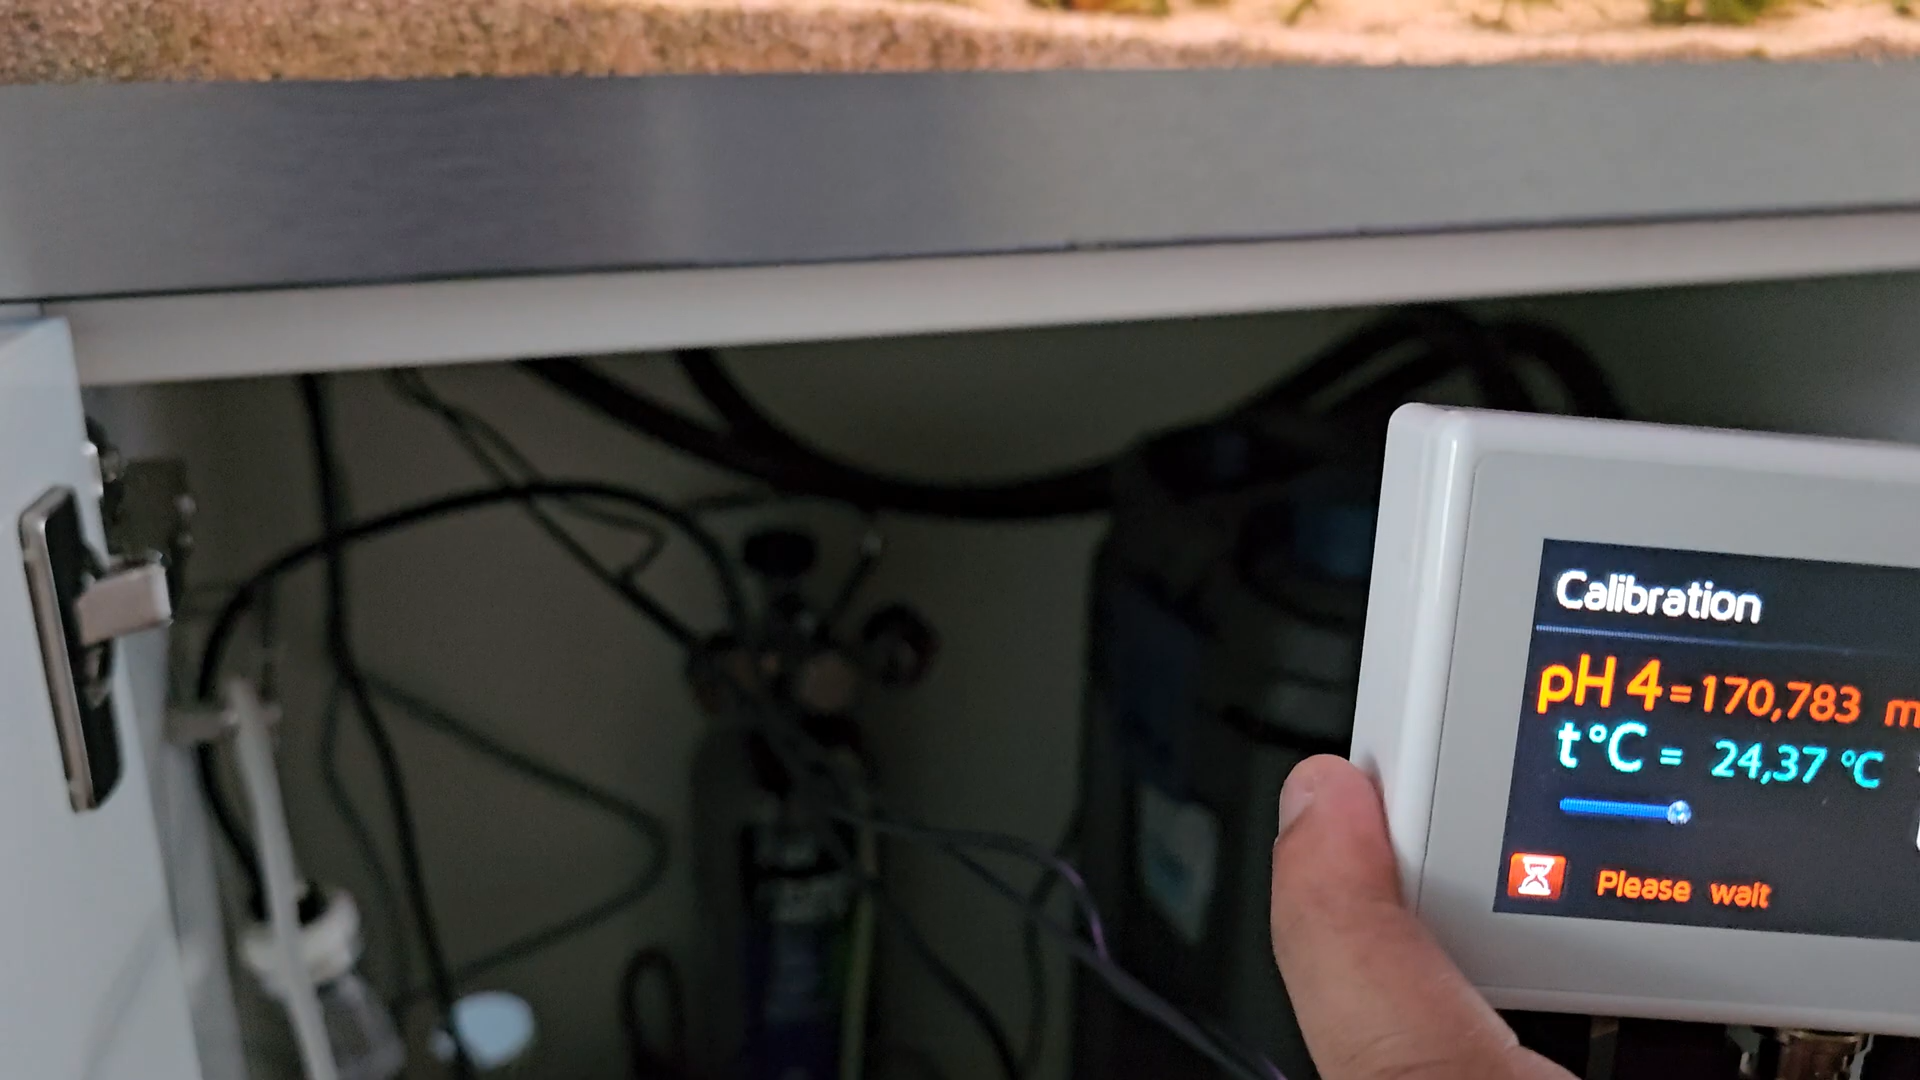 Calibration
pH 4 = 170,783 m
t°C = 24,37 °C
Please wait